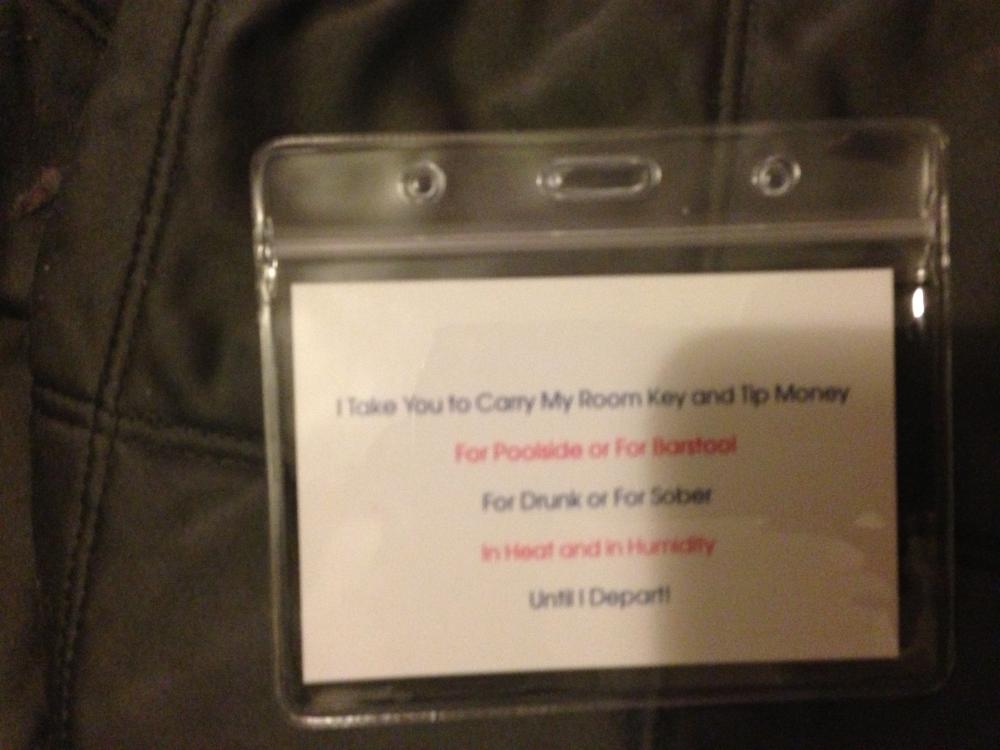 I Take You to Carry My Room Key and Tip Money
For Poolside or For Barstool
For Drunk or For Sober
In Heat and in Humidity
Until I Depart!